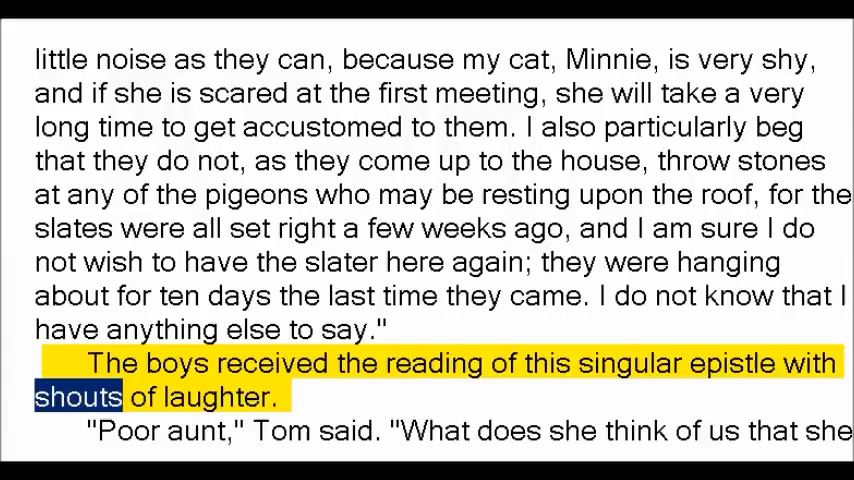 little noise as they can, because my cat, Minnie, is very shy,
and if she is scared at the first meeting, she will take a very
long time to get accustomed to them. I also particularly beg
that they do not, as they come up to the house, throw stones
at any of the pigeons who may be resting upon the roof, for the
slates were all set right a few weeks ago, and I am sure I do
not wish to have the slater here again; they were hanging
about for ten days the last time they came. I do not know that I
have anything else to say."
The boys received the reading of this singular epistle with
shouts of laughter.
"Poor aunt," Tom said. "What does she think of us that she